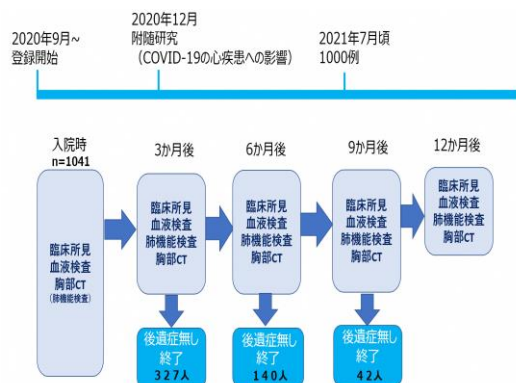 2020年9月~
登録開始
2020年12月
附随研究
(COVID-19の心疾患への影響)
2021年7月頃
1000例
入院時
n=1041
臨床所見
血液検査
胸部CT
(肺機能検査)
3か月後
臨床所見
血液検査
肺機能検査
胸部CT
後遺症無し
終了
327人
6か月後
臨床所見
血液検査
肺機能検査
胸部CT
後遺症無し
終了
140人
9か月後
臨床所見
血液検査
肺機能検査
胸部CT
後遺症無し
終了
42人
12か月後
臨床所見
血液検査
肺機能検査
胸部CT